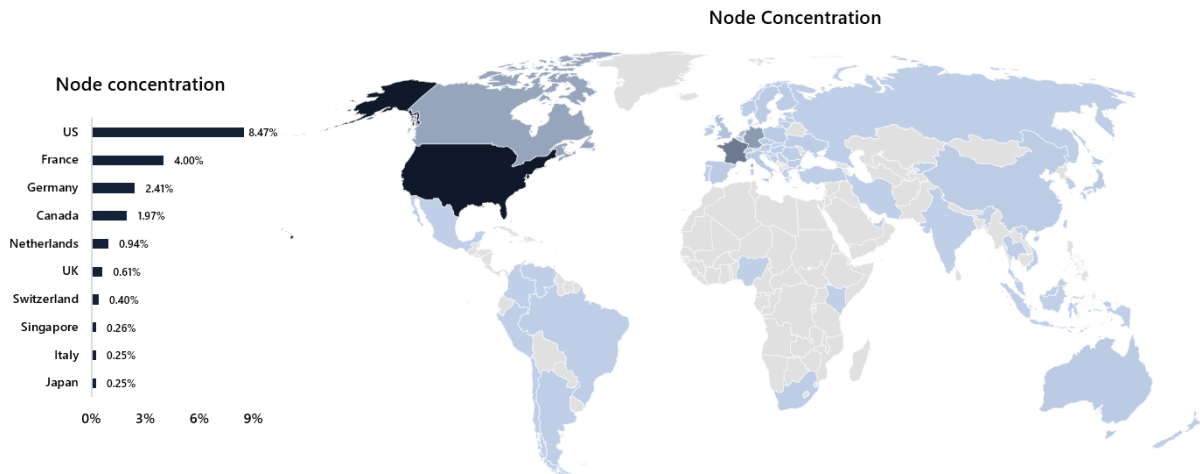 Node Concentration
Node concentration
US 8.47%
France 4.00%
Germany 2.41%
Canada 1.97%
Netherlands 0.94%
UK 0.61%
Switzerland 0.40%
Singapore 0.26%
Italy 0.25%
Japan 0.25%
0% 3% 6% 9%